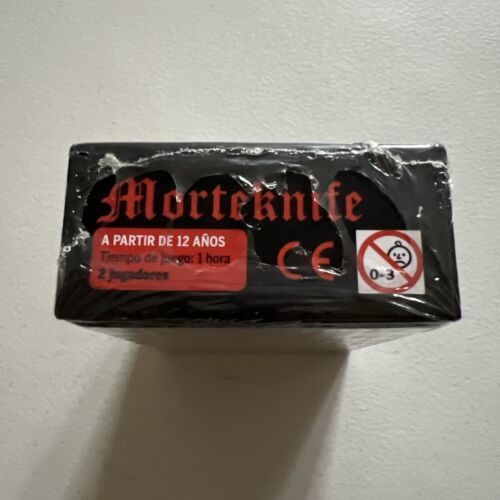 Morteknife
A PARTIR DE 12 AÑOS
Tiempo de juego: 1 hora
2 jugadores
CE
0-3